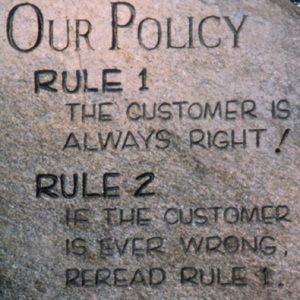 OUR POLICY
RULE 1
THE CUSTOMER IS
ALWAYS RIGHT!
RULE 2
IF THE CUSTOMER
IS EVER WRONG,
REREAD RULE 1.